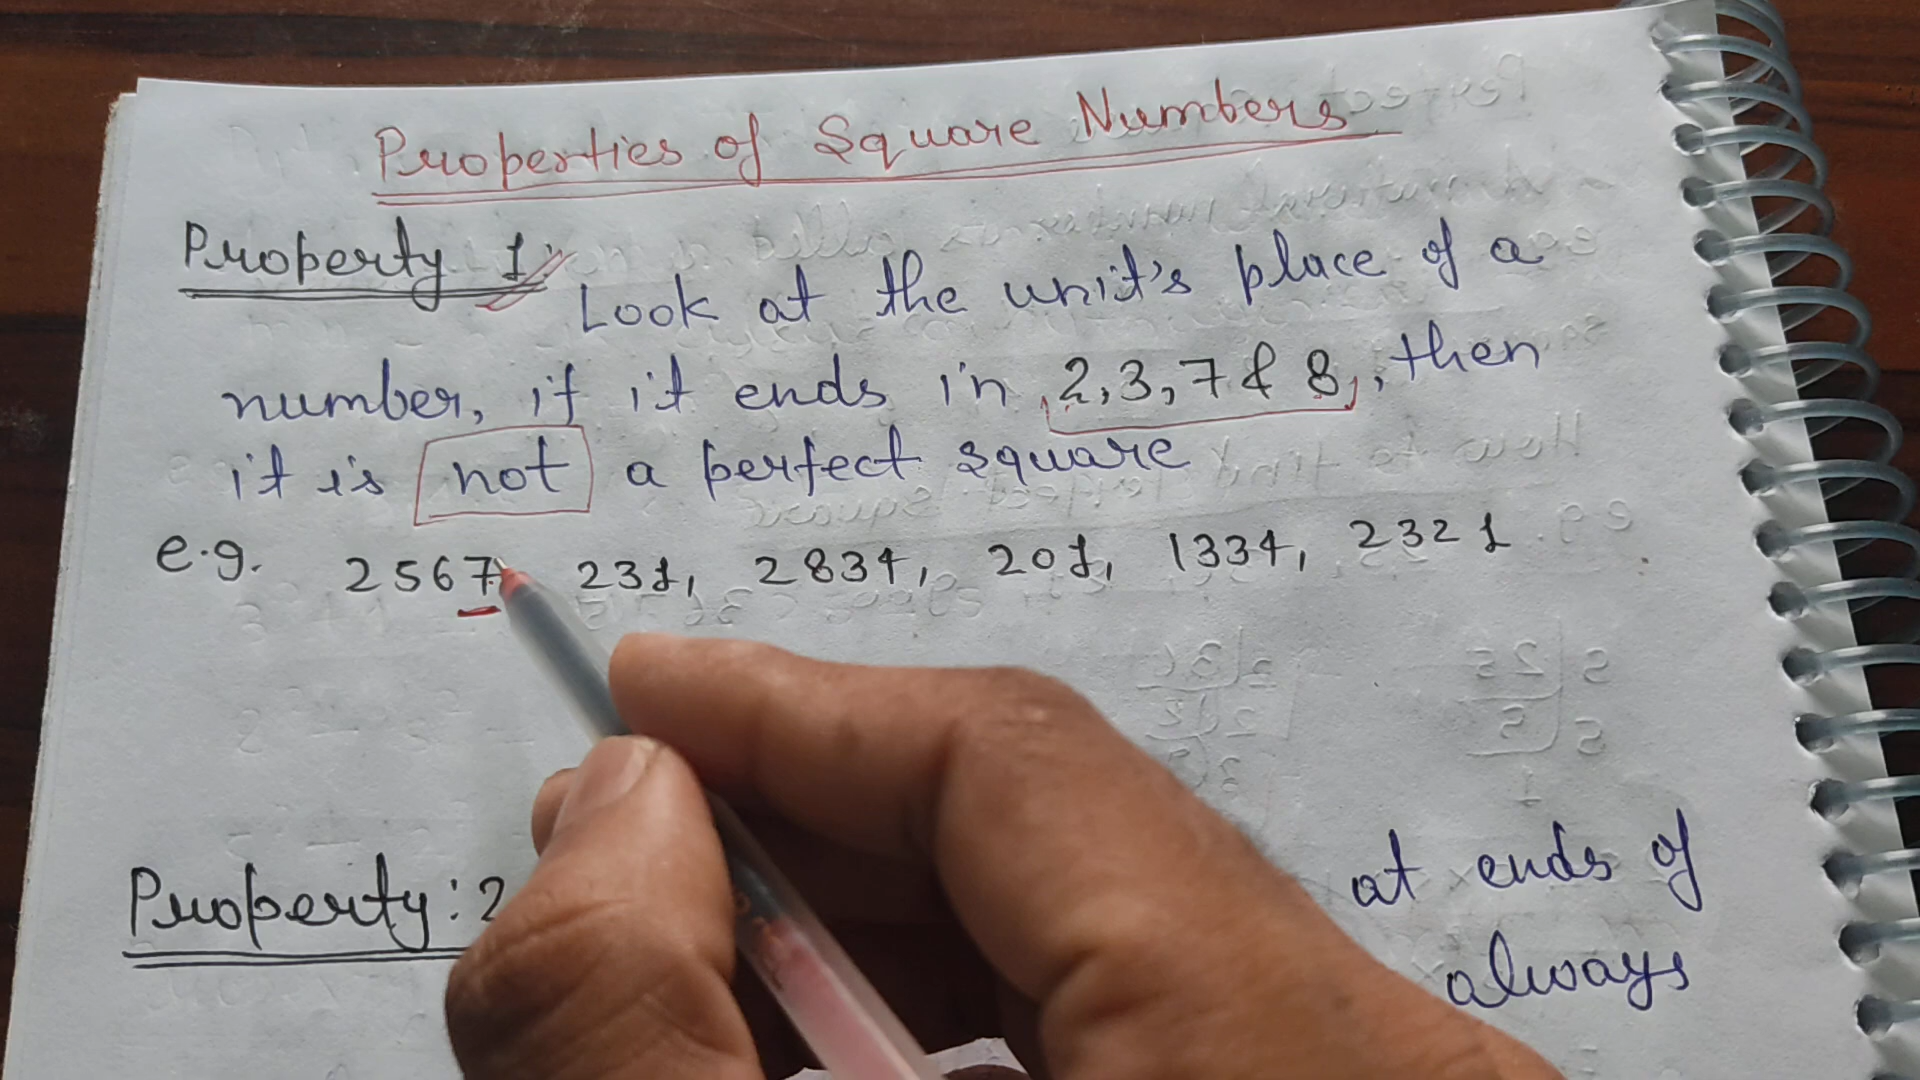 Properties of Square Numbers
Property 1:
Look at the unit's place of a
number, if it ends in 2,3,7 & 8, then
it is not a perfect square
e.g. 2567 231, 2834, 201, 1334, 2321
Property: 2 at ends of
always